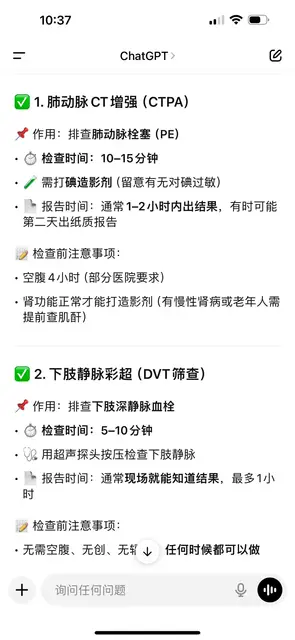 10:37
ChatGPT
✅ 1. 肺动脉 CT 增强（CTPA）
📌 作用：排查肺动脉栓塞（PE）
• ⏱ 检查时间：10–15分钟
• 🧪 需打碘造影剂（留意有无对碘过敏）
• 📄 报告时间：通常 1–2 小时内出结果，有时可能
第二天出纸质报告
📝 检查前注意事项：
• 空腹 4 小时（部分医院要求）
• 肾功能正常才能打造影剂（有慢性肾病或老年人需
提前查肌酐）
✅ 2. 下肢静脉彩超（DVT 筛查）
📌 作用：排查下肢深静脉血栓
• ⏱ 检查时间：5–10分钟
• 🩺 用超声探头按压检查下肢静脉
• 📄 报告时间：通常现场就能知道结果，最多1小
时
📝 检查前注意事项：
• 无需空腹、无创、无 任何时候都可以做
询问任何问题